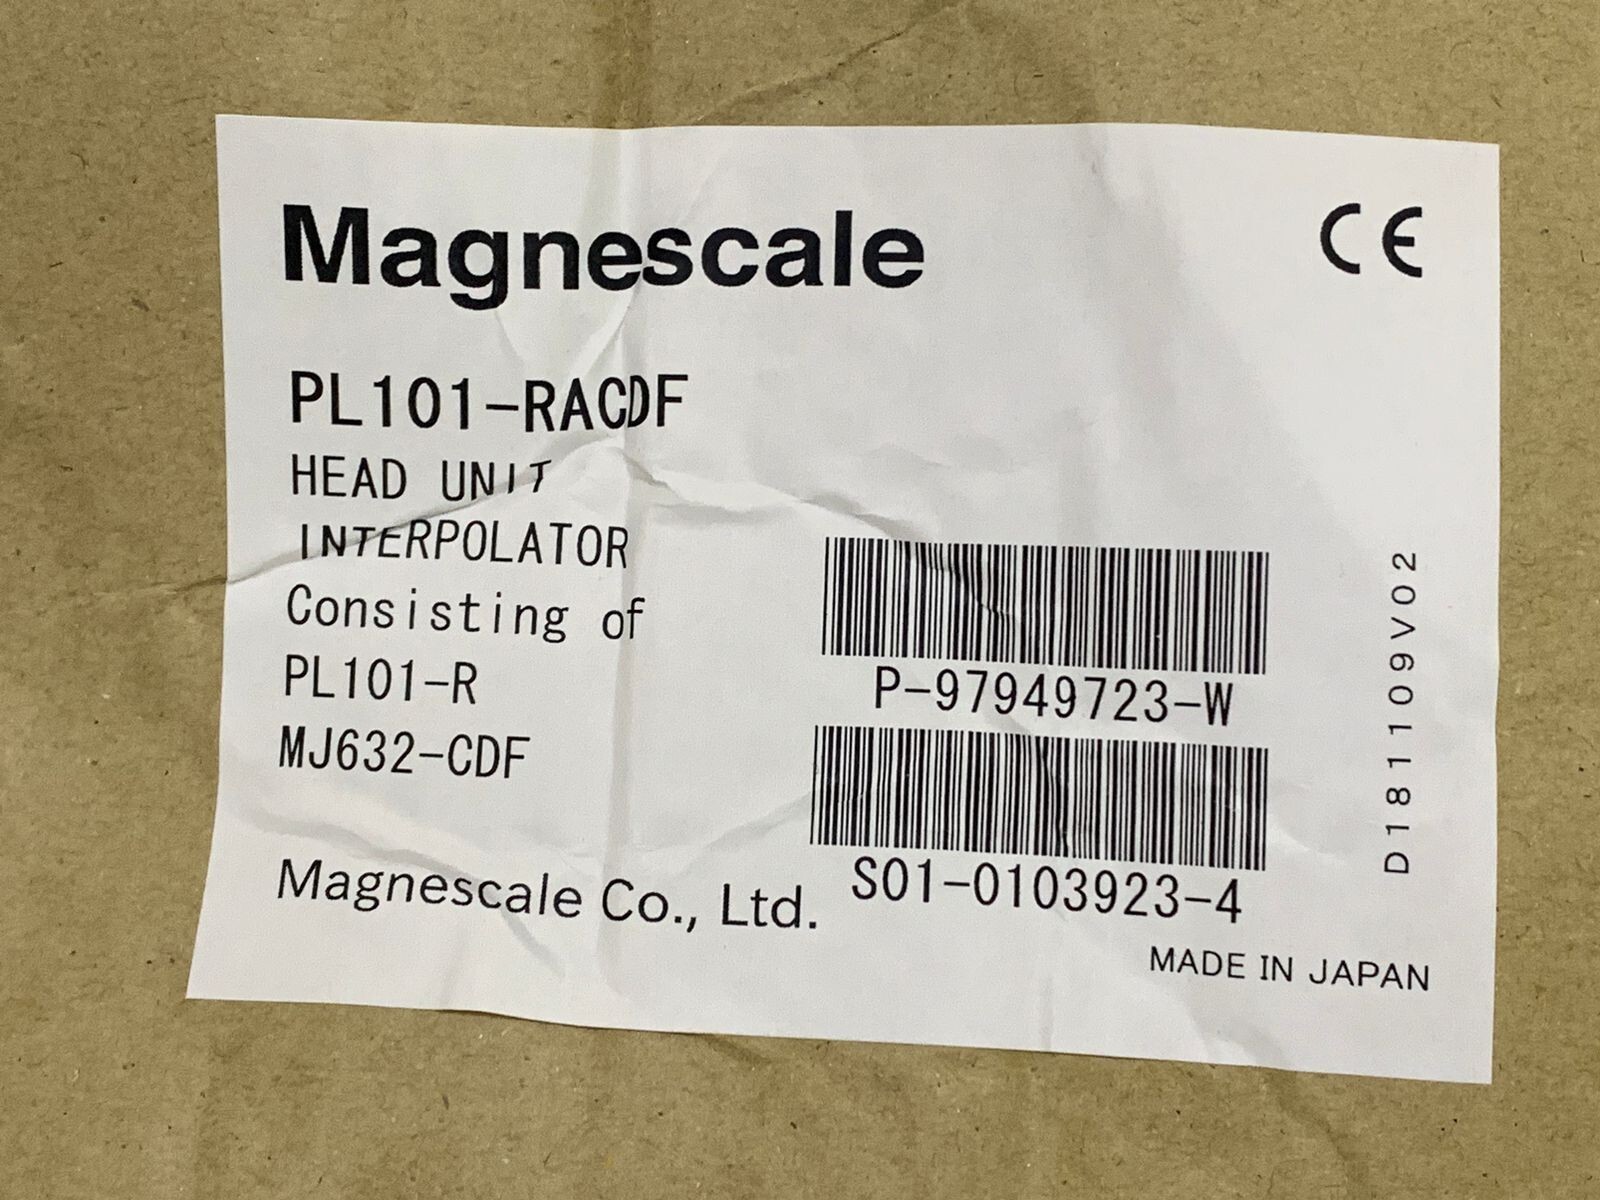 Magnescale
CE
PL101-RACDF
HEAD UNIT
INTERPOLATOR
Consisting of
PL101-R
MJ632-CDF
Magnescale Co., Ltd.
P-97949723-W
S01-0103923-4
D181109V02
MADE IN JAPAN